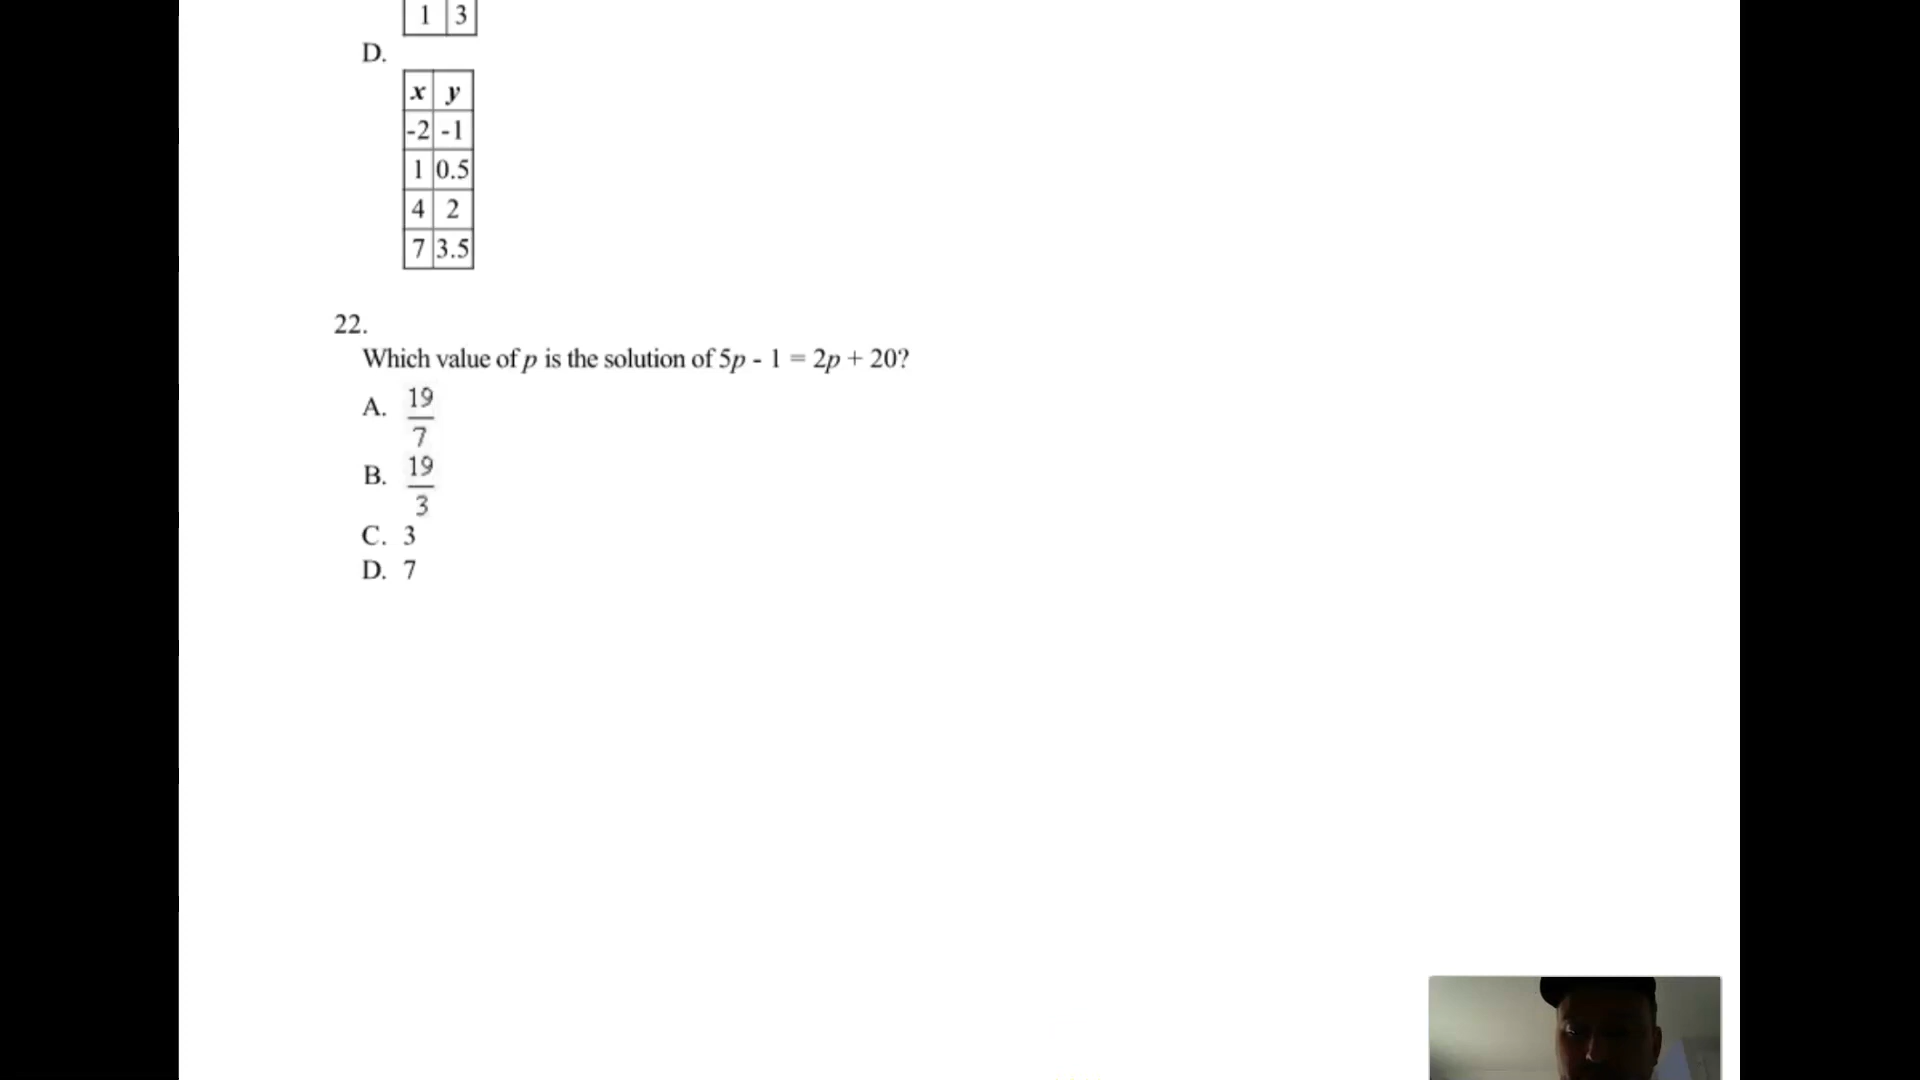 1 3
D.
x y
-2 -1
1 0.5
4 2
7 3.5
22.
Which value of p is the solution of 5p - 1 = 2p + 20?
A. 19/7
B. 19/3
C. 3
D. 7